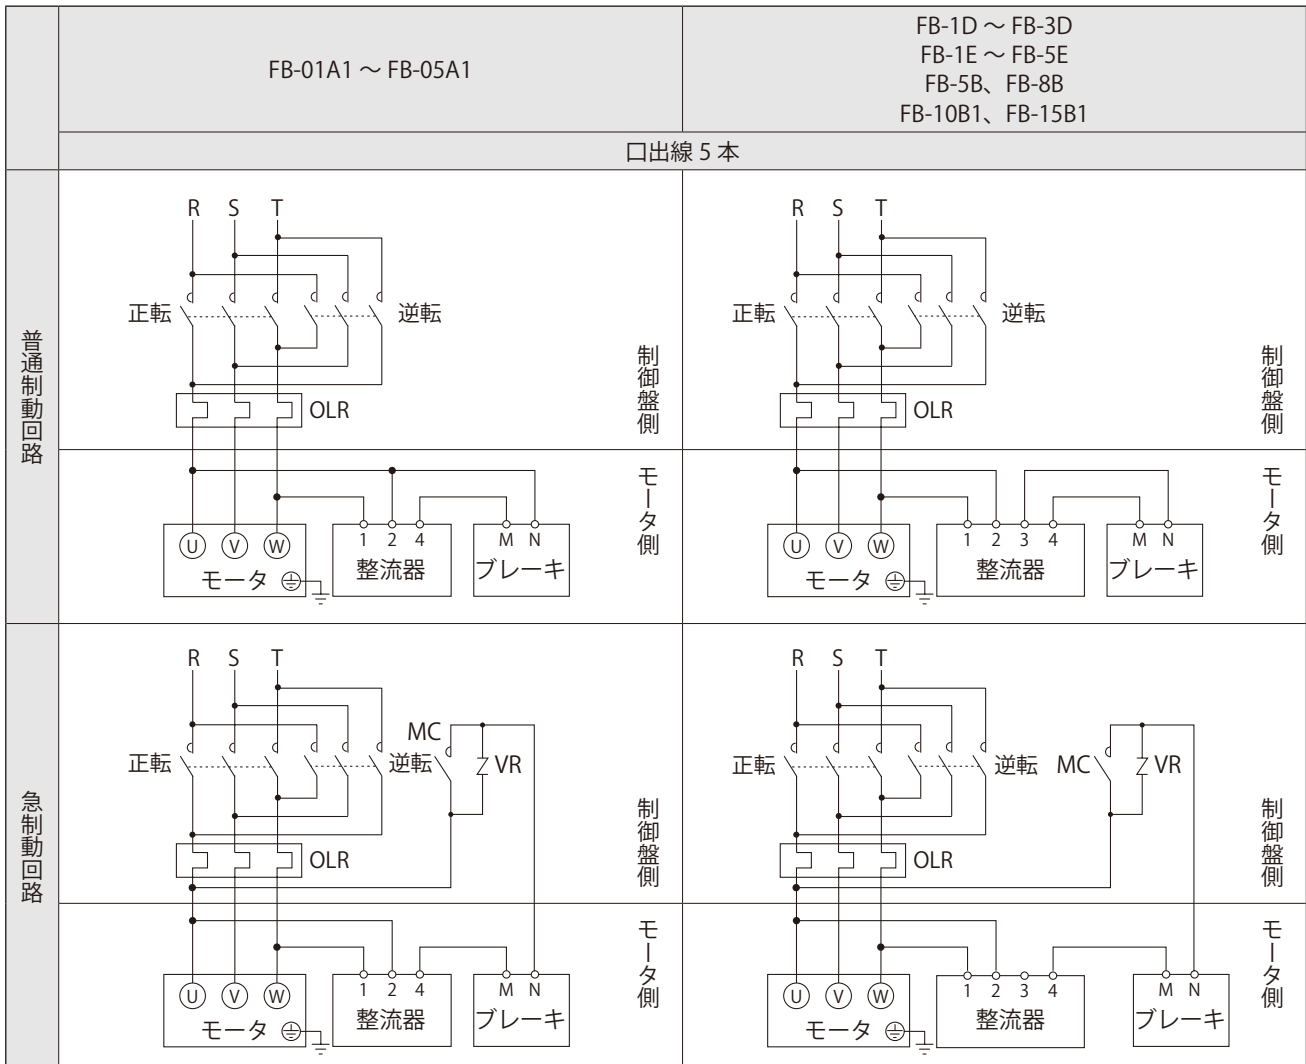 FB-01A1 ～ FB-05A1
FB-1D ～ FB-3D
FB-1E ～ FB-5E
FB-5B、FB-8B
FB-10B1、FB-15B1
口出線 5 本
普通制動回路
R S T
正転
逆転
OLR
制御盤側
モータ側
U V W
モータ
1 2 4
整流器
M N
ブレーキ
R S T
正転
逆転
OLR
制御盤側
モータ側
U V W
モータ
1 2 3 4
整流器
M N
ブレーキ
急制動回路
R S T
MC
正転
逆転
VR
OLR
制御盤側
モータ側
U V W
モータ
1 2 4
整流器
M N
ブレーキ
R S T
正転
逆転
MC
VR
OLR
制御盤側
モータ側
U V W
モータ
1 2 3 4
整流器
M N
ブレーキ